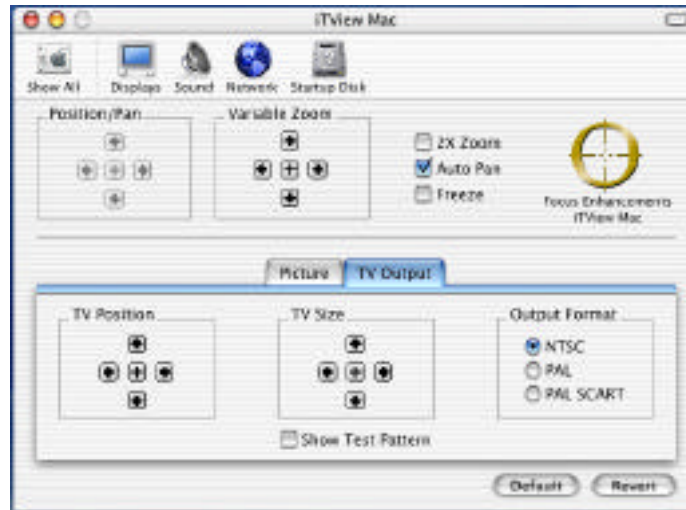 iTView Mac
Show All Displays Sound Network Startup Disk
Position/Pan Variable Zoom
2X Zoom
Auto Pan
Freeze
Focus Enhancements
iTView Mac
Picture TV Output
TV Position TV Size Output Format
NTSC
PAL
PAL SCART
Show Test Pattern
Default Revert